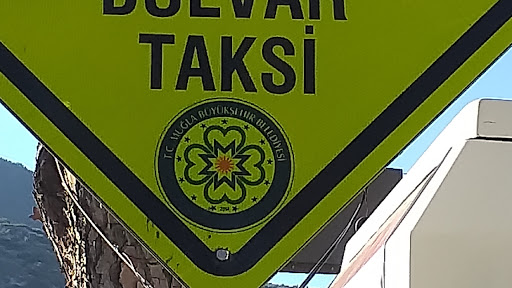 BULVAR
TAKSİ
T.C. MUĞLA BÜYÜKŞEHİR BELEDİYESİ